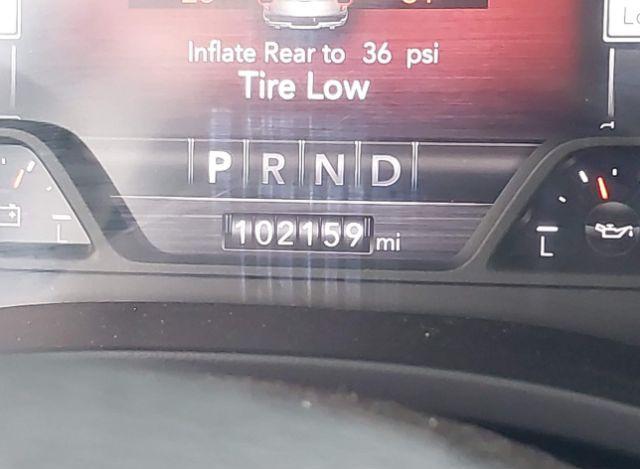 Inflate Rear to 36 psi
Tire Low
P R N D
102159 mi
L
L